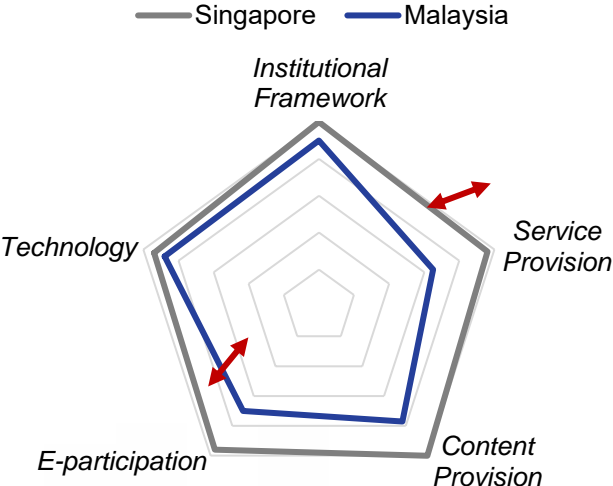 Singapore Malaysia
Institutional
Framework
Technology
Service
Provision
E-participation
Content
Provision